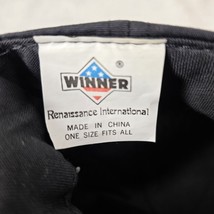 ®
WINNER
Renaissance International
MADE IN CHINA
ONE SIZE FITS ALL